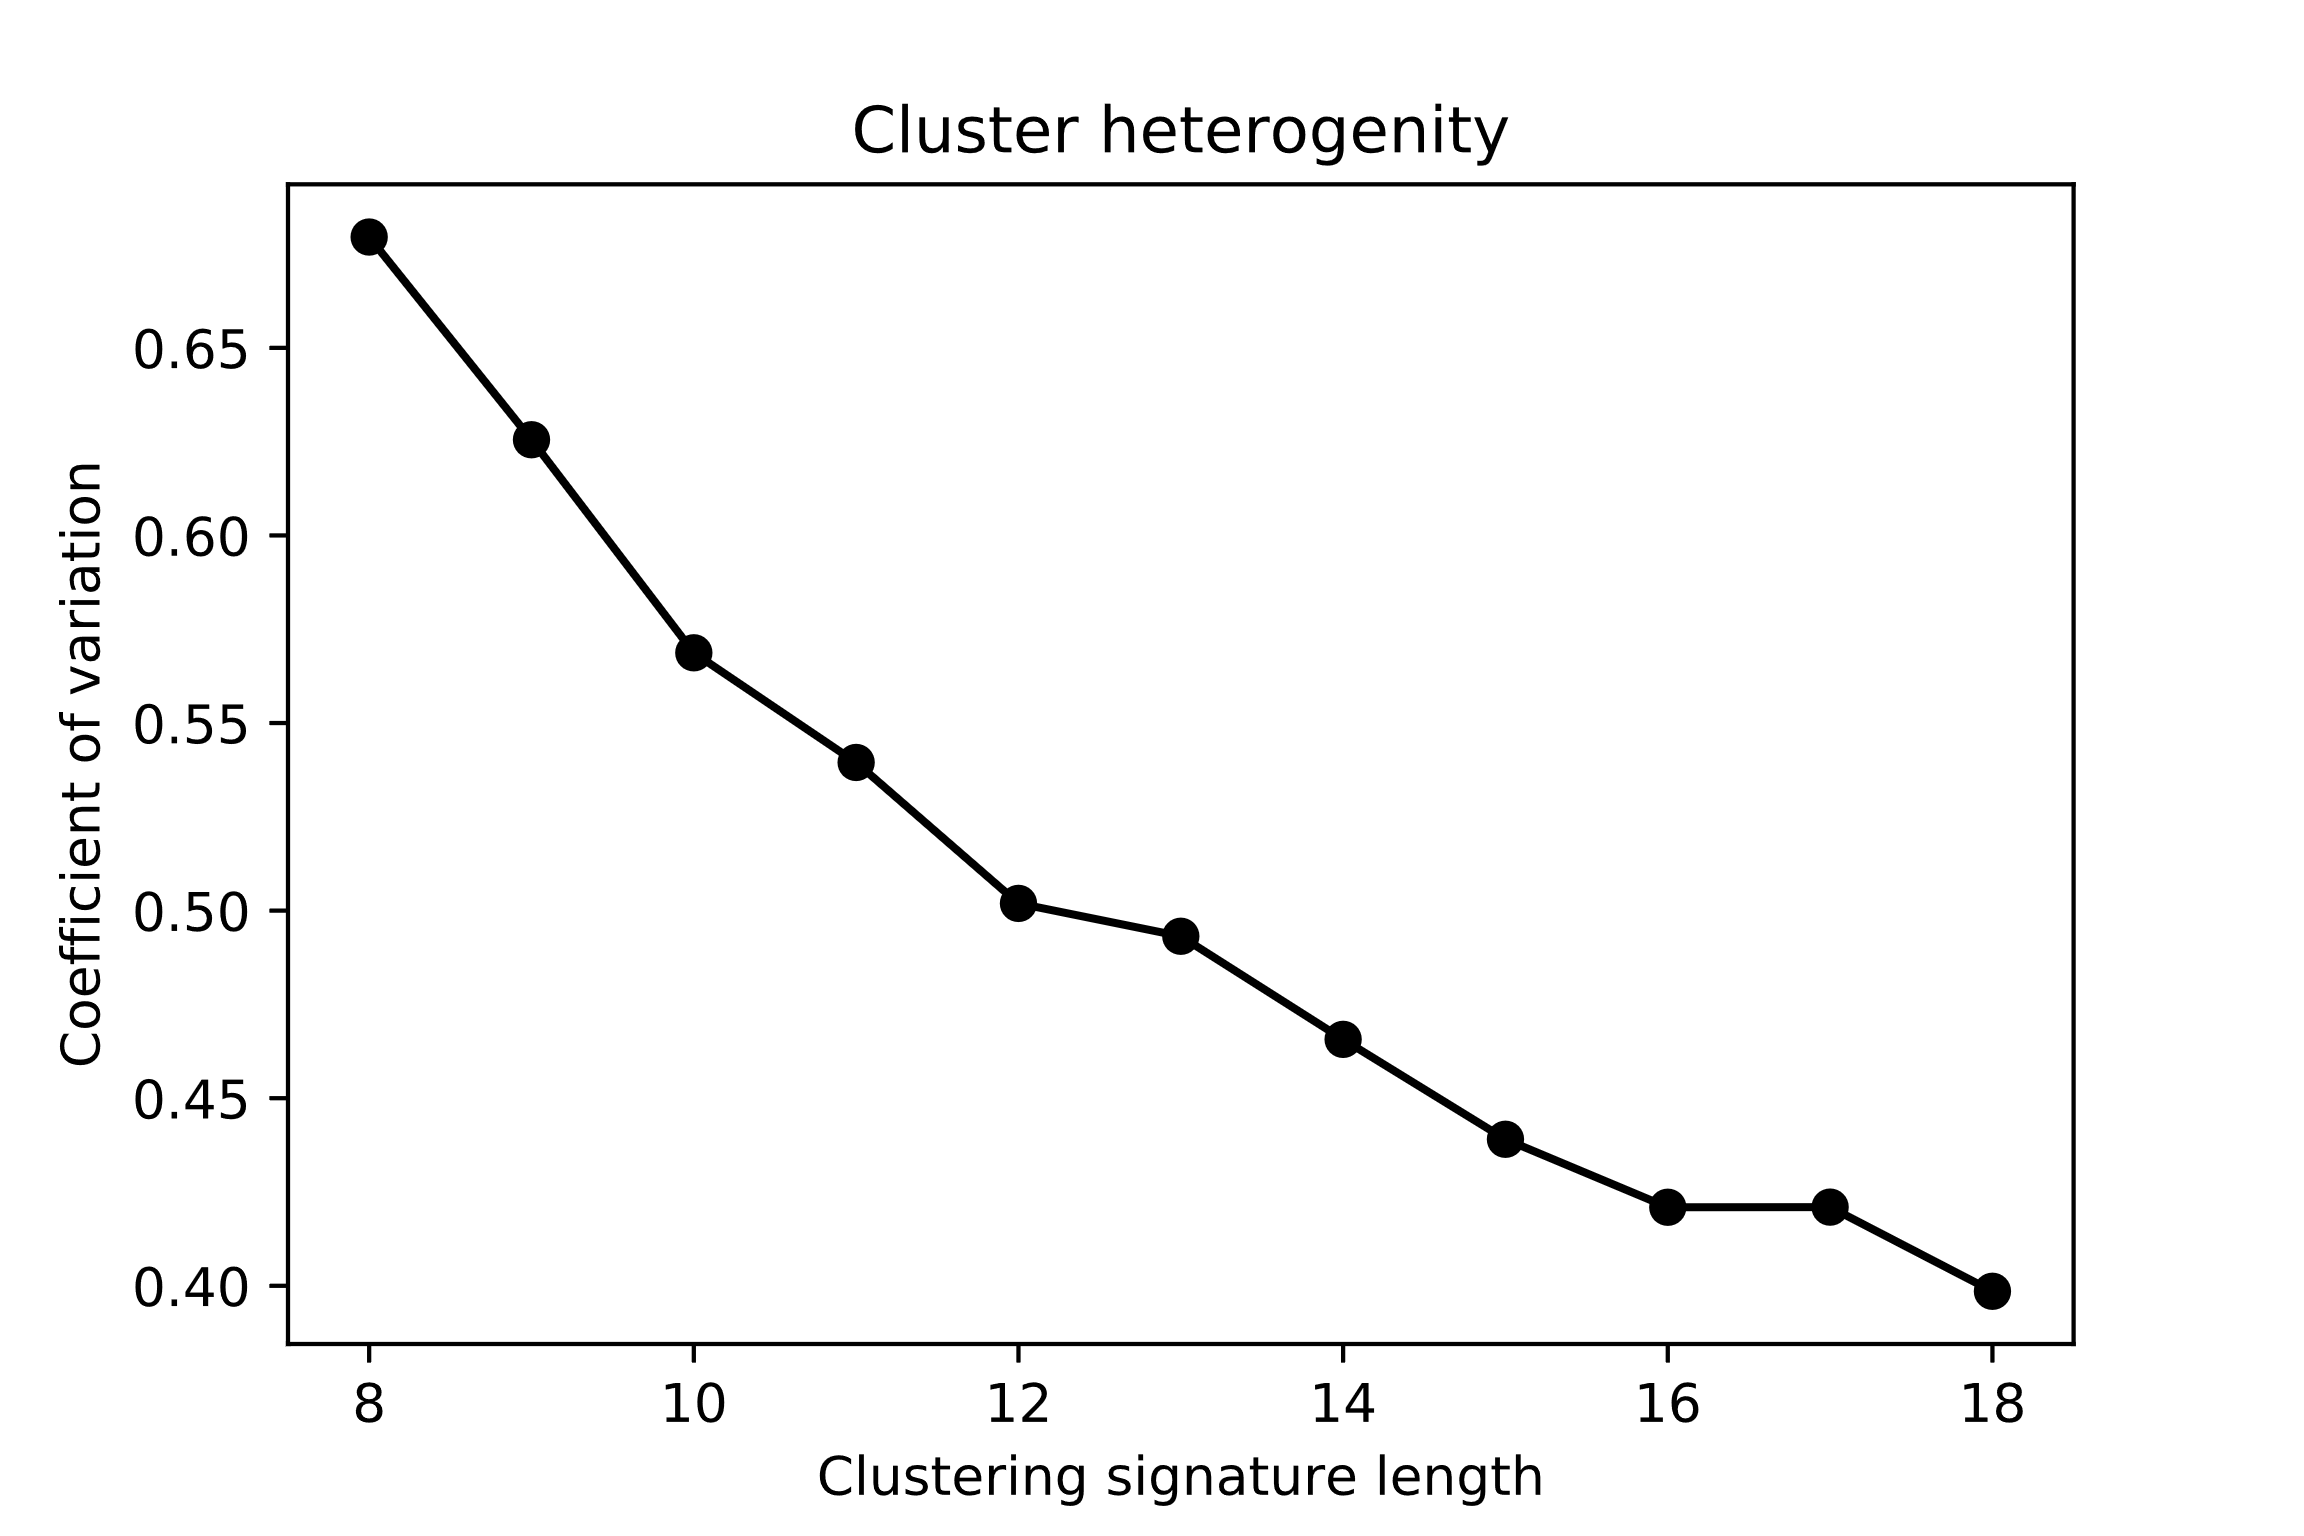 Cluster heterogenity
Coefficient of variation
0.65
0.60
0.55
0.50
0.45
0.40
8 10 12 14 16 18
Clustering signature length